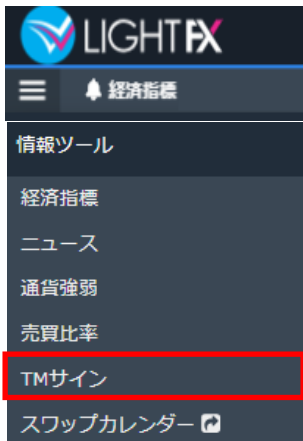 LIGHT FX
経済指標
情報ツール
経済指標
ニュース
通貨強弱
売買比率
TMサイン
スワップカレンダー